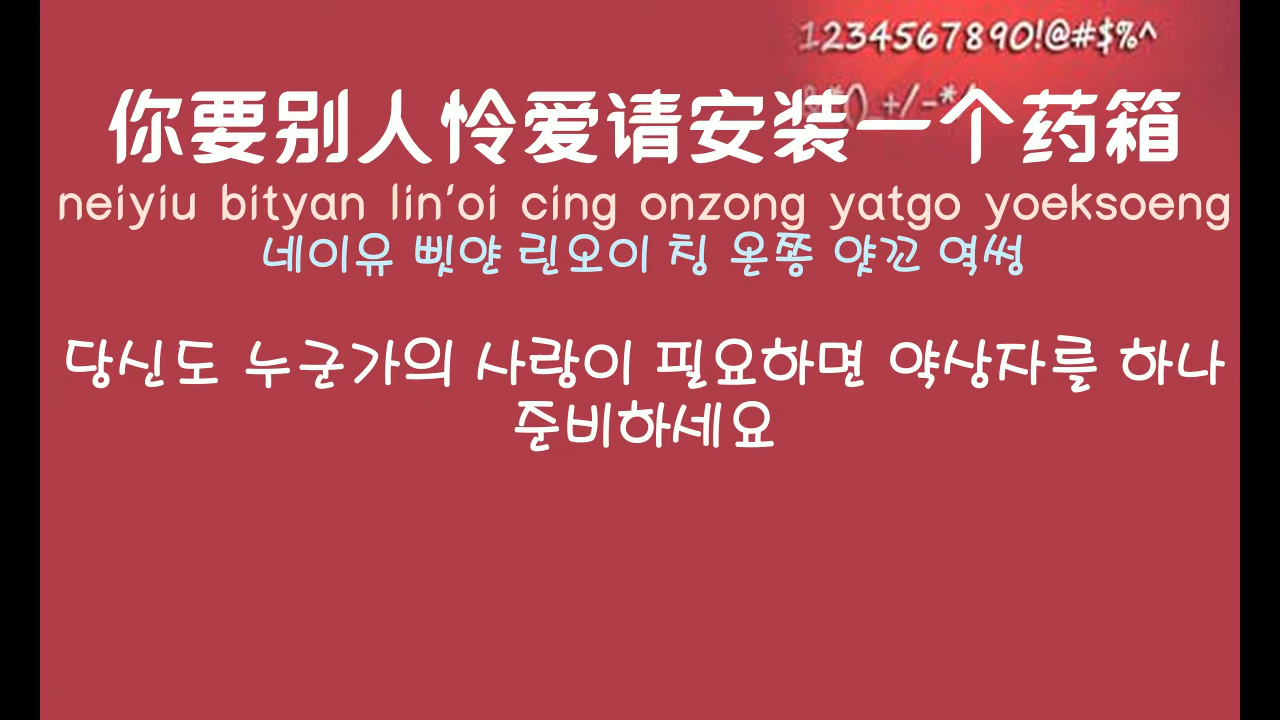 1234567890!@#$%^
你要别人怜爱请安装一个药箱
neiyiu bityan lin'oi cing onzong yatgo yoeksoeng
네이유 삣얀 린오이 칭 온쫑 얏꼬 역썽
당신도 누군가의 사랑이 필요하면 약상자를 하나
준비하세요